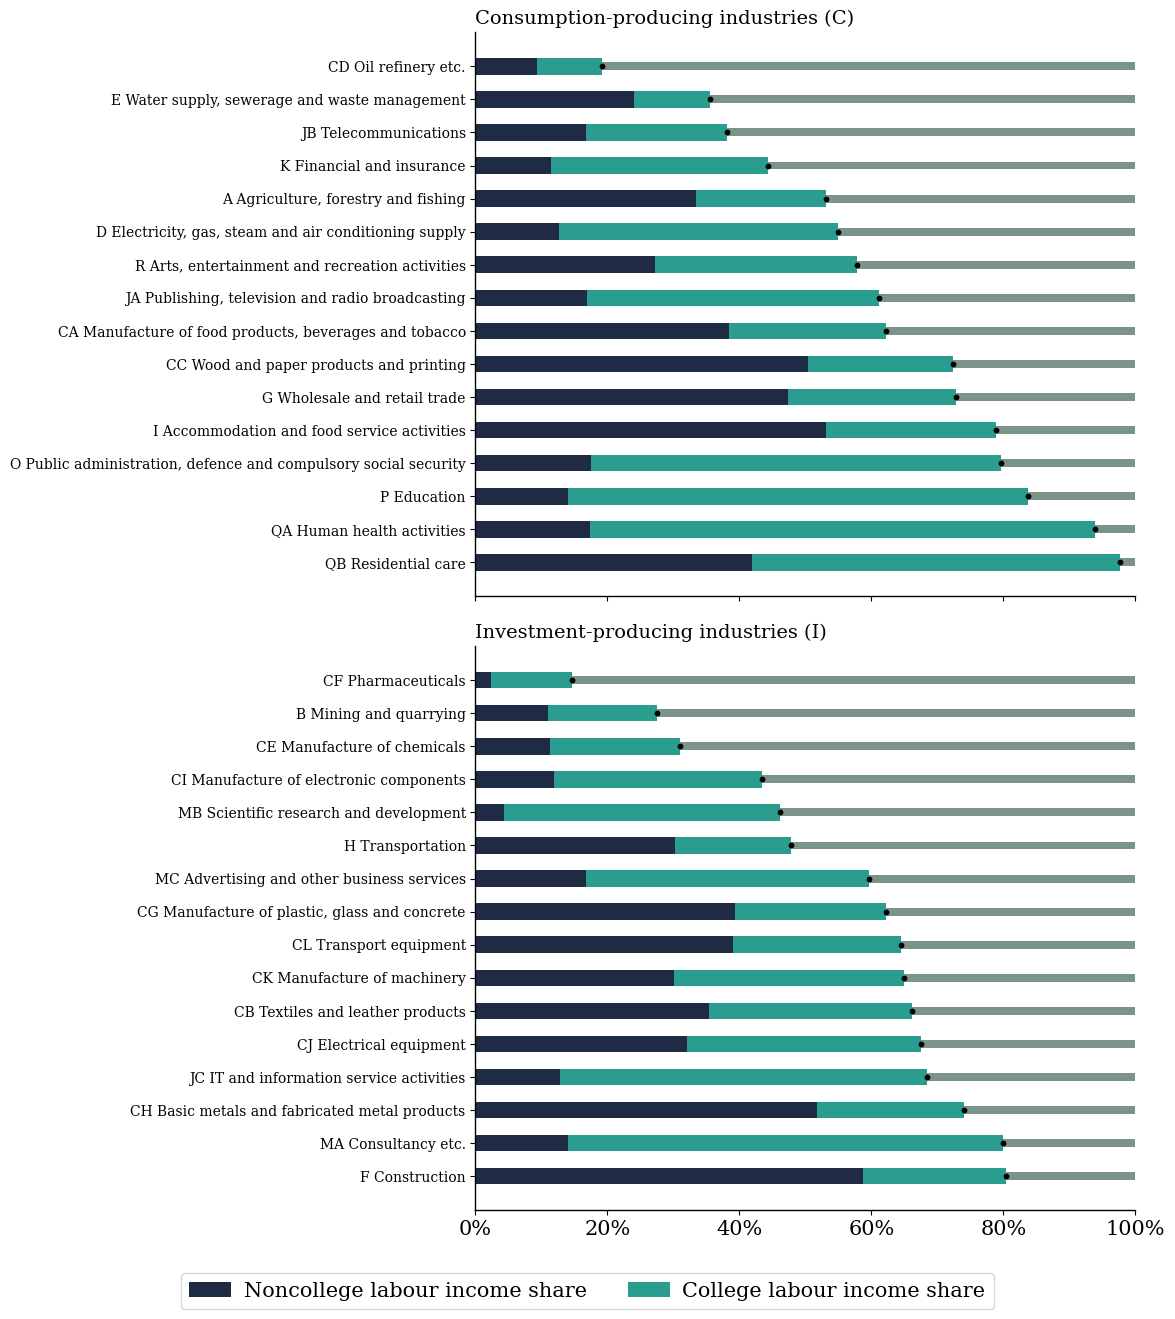 Consumption-producing industries (C)
CD Oil refinery etc.
E Water supply, sewerage and waste management
JB Telecommunications
K Financial and insurance
A Agriculture, forestry and fishing
D Electricity, gas, steam and air conditioning supply
R Arts, entertainment and recreation activities
JA Publishing, television and radio broadcasting
CA Manufacture of food products, beverages and tobacco
CC Wood and paper products and printing
G Wholesale and retail trade
I Accommodation and food service activities
O Public administration, defence and compulsory social security
P Education
QA Human health activities
QB Residential care
Investment-producing industries (I)
CF Pharmaceuticals
B Mining and quarrying
CE Manufacture of chemicals
CI Manufacture of electronic components
MB Scientific research and development
H Transportation
MC Advertising and other business services
CG Manufacture of plastic, glass and concrete
CL Transport equipment
CK Manufacture of machinery
CB Textiles and leather products
CJ Electrical equipment
JC IT and information service activities
CH Basic metals and fabricated metal products
MA Consultancy etc.
F Construction
0% 20% 40% 60% 80% 100%
Noncollege labour income share College labour income share